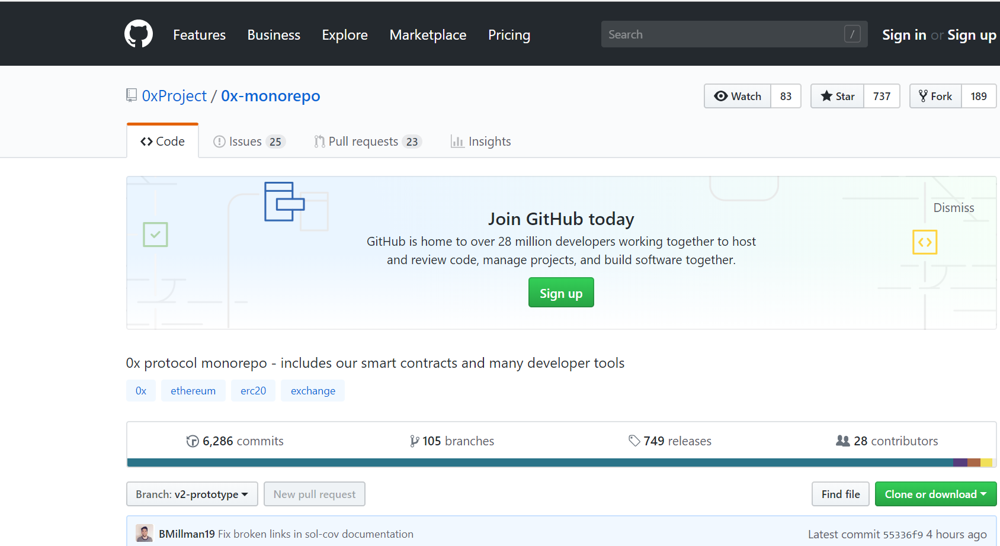 Features Business Explore Marketplace Pricing Search / Sign in or Sign up
0xProject / 0x-monorepo Watch 83 Star 737 Fork 189
Code Issues 25 Pull requests 23 Insights
Dismiss
Join GitHub today
GitHub is home to over 28 million developers working together to host
and review code, manage projects, and build software together.
Sign up
0x protocol monorepo - includes our smart contracts and many developer tools
0x ethereum erc20 exchange
6,286 commits 105 branches 749 releases 28 contributors
Branch: v2-prototype New pull request Find file Clone or download
BMillman19 Fix broken links in sol-cov documentation Latest commit 55336f9 4 hours ago